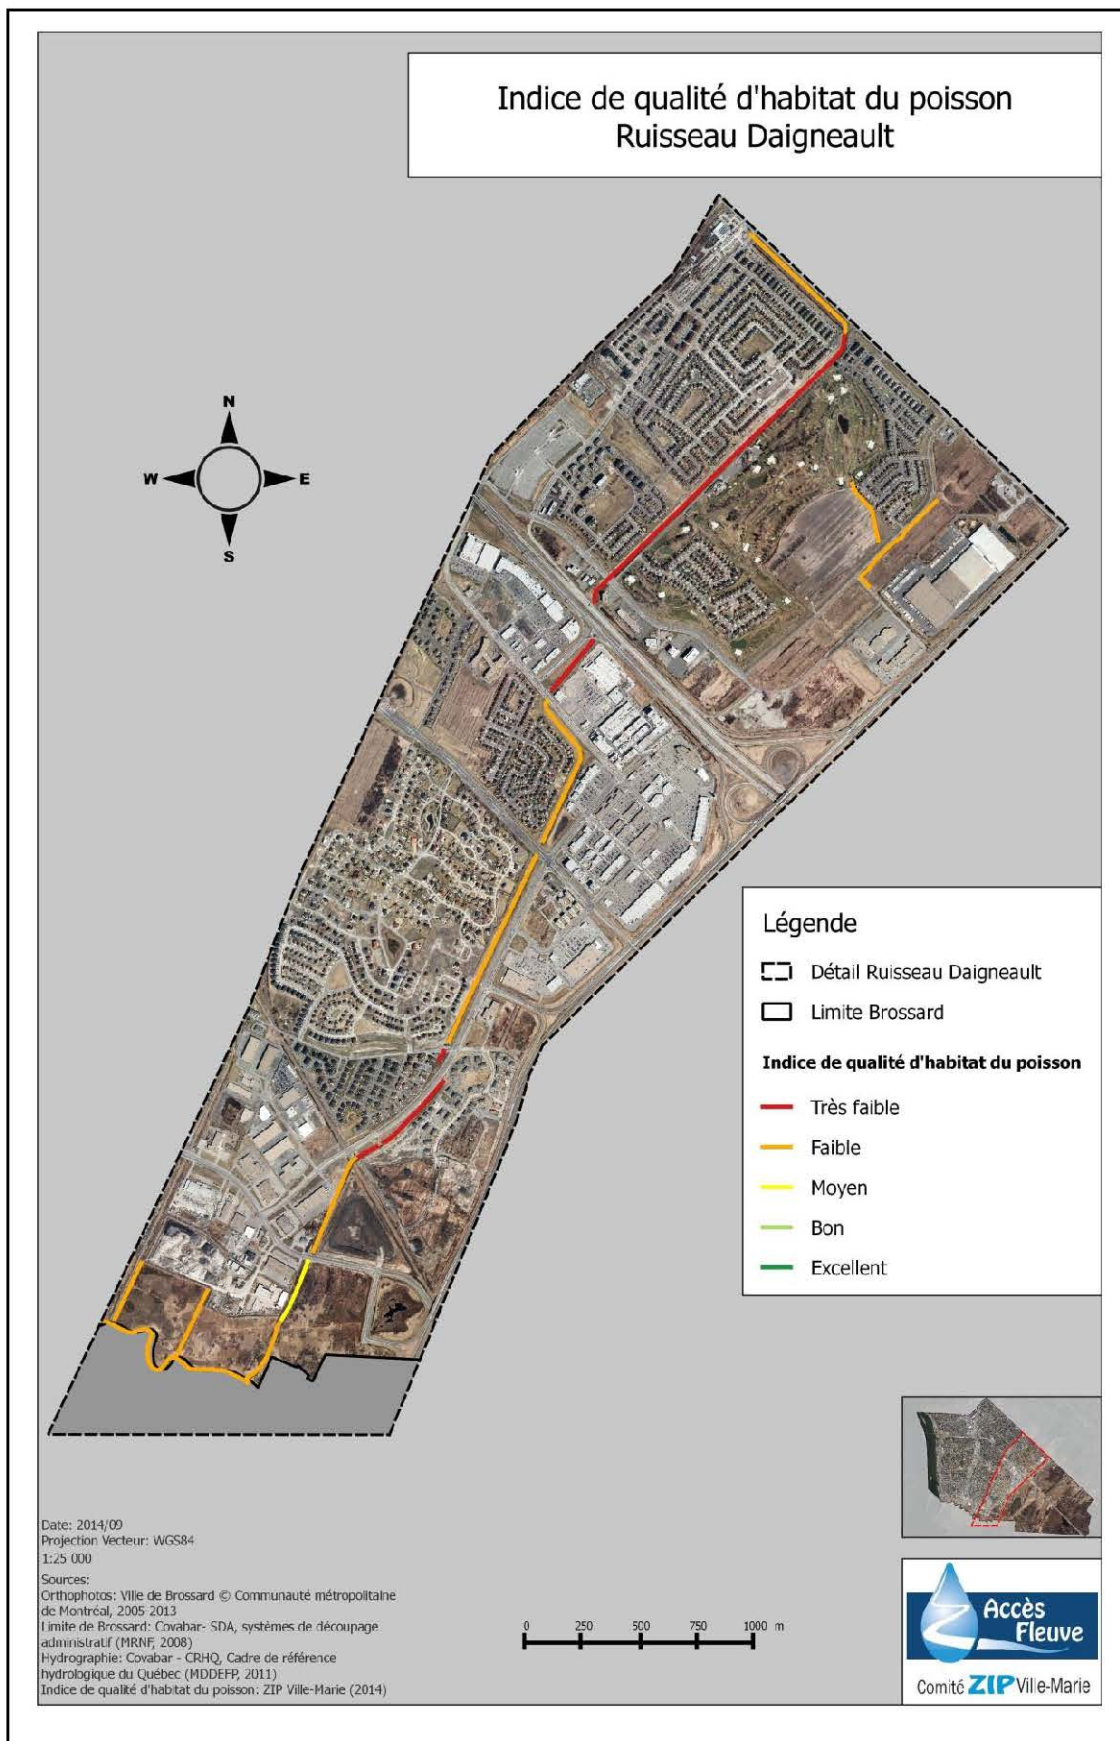 Indice de qualité d'habitat du poisson
Ruisseau Daigneault
N
W
E
S
Légende
Détail Ruisseau Daigneault
Limite Brossard
Indice de qualité d'habitat du poisson
Très faible
Faible
Moyen
Bon
Excellent
Date: 2014/09
Projection Vecteur: WGS84
1:25 000
Sources:
Orthophotos: Ville de Brossard © Communauté métropolitaine
de Montréal, 2005-2013
Limite de Brossard: Covabar- SDA, systèmes de découpage
administratif (MRNF, 2008)
Hydrographie: Covabar - CRHQ, Cadre de référence
hydrologique du Québec (MDDEFP, 2011)
Indice de qualité d'habitat du poisson: ZIP Ville-Marie (2014)
0 250 500 750 1000 m
Accès
Fleuve
Comité ZIP Ville-Marie